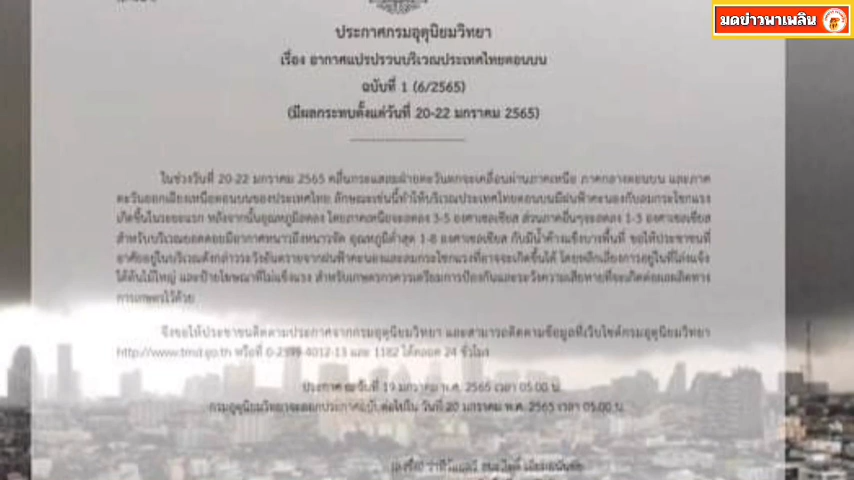 มดข่าวพาเพลิน
ประกาศกรมอุตุนิยมวิทยา
เรื่อง อากาศแปรปรวนบริเวณประเทศไทยตอนบน
ฉบับที่ 1 (6/2565)
(มีผลกระทบตั้งแต่วันที่ 20-22 มกราคม 2565)
ในช่วงวันที่ 20-22 มกราคม 2565 คลื่นกระแสลมฝ่ายตะวันตกจะเคลื่อนผ่านภาคเหนือ ภาคกลางตอนบน และภาค
ตะวันออกเฉียงเหนือตอนบนของประเทศไทย ลักษณะเช่นนี้ทำให้บริเวณประเทศไทยตอนบนมีฝนฟ้าคะนองกับลมกระโชกแรง
เกิดขึ้นในระยะแรก หลังจากนั้นอุณหภูมิลดลง โดยภาคเหนือจะลดลง 3-5 องศาเซลเซียส ส่วนภาคอื่นๆจะลดลง 1-3 องศาเซลเซียส
สำหรับบริเวณยอดดอยมีอากาศหนาวถึงหนาวจัด อุณหภูมิต่ำสุด 1-8 องศาเซลเซียส กับมีน้ำค้างแข็งบางพื้นที่ ขอให้ประชาชนที่
อาศัยอยู่ในบริเวณดังกล่าวระวังอันตรายจากฝนฟ้าคะนองและลมกระโชกแรงที่อาจจะเกิดขึ้นได้ โดยหลีกเลี่ยงการอยู่ในที่โล่งแจ้ง
ใต้ต้นไม้ใหญ่ และป้ายโฆษณาที่ไม่แข็งแรง สำหรับเกษตรกรควรเตรียมการป้องกันและระวังความเสียหายที่จะเกิดต่อผลผลิตทาง
การเกษตรไว้ด้วย
จึงขอให้ประชาชนติดตามประกาศจากกรมอุตุนิยมวิทยา และสามารถติดตามข้อมูลที่เว็บไซต์กรมอุตุนิยมวิทยา
http://www.tmd.go.th หรือที่ 0-2399-4012-13 และ 1182 ได้ตลอด 24 ชั่วโมง
ประกาศ ณ วันที่ 19 มกราคม พ.ศ. 2565 เวลา 05.00 น.
กรมอุตุนิยมวิทยาจะออกประกาศฉบับต่อไปใน วันที่ 20 มกราคม พ.ศ. 2565 เวลา 05.00 น.
(ลงชื่อ)